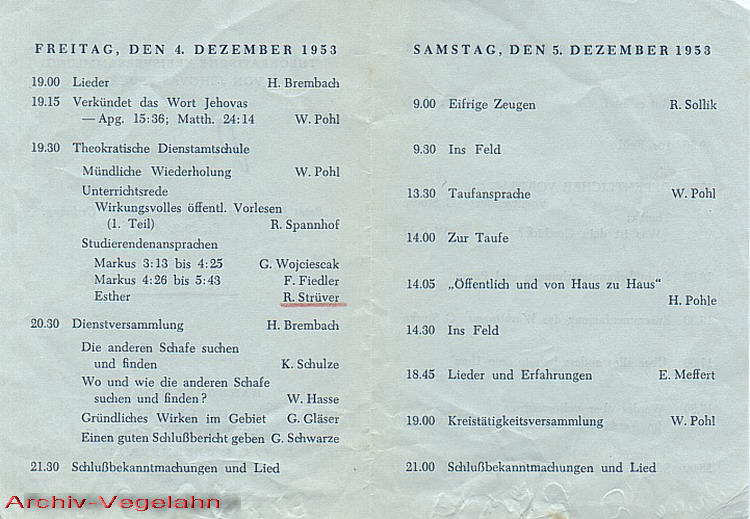 FREITAG, DEN 4. DEZEMBER 1953
19.00 Lieder H. Brembach
19.15 Verkündet das Wort Jehovas
— Apg. 15:36; Matth. 24:14 W. Pohl
19.30 Theokratische Dienstamtschule
Mündliche Wiederholung W. Pohl
Unterrichtsrede
Wirkungsvolles öffentl. Vorlesen
(1. Teil) R. Spannhof
Studierendenansprachen
Markus 3:13 bis 4:25 G. Wojciescak
Markus 4:26 bis 5:43 F. Fiedler
Esther R. Strüver
20.30 Dienstversammlung H. Brembach
Die anderen Schafe suchen
und finden K. Schulze
Wo und wie die anderen Schafe
suchen und finden? W. Hasse
Gründliches Wirken im Gebiet G. Gläser
Einen guten Schlußbericht geben G. Schwarze
21.30 Schlußbekanntmachungen und Lied
SAMSTAG, DEN 5. DEZEMBER 1953
9.00 Eifrige Zeugen R. Sollik
9.30 Ins Feld
13.30 Taufansprache W. Pohl
14.00 Zur Taufe
14.05 „Öffentlich und von Haus zu Haus“
H. Pohle
14.30 Ins Feld
18.45 Lieder und Erfahrungen E. Meffert
19.00 Kreistätigkeitsversammlung W. Pohl
21.00 Schlußbekanntmachungen und Lied
Archiv-Vegelahn